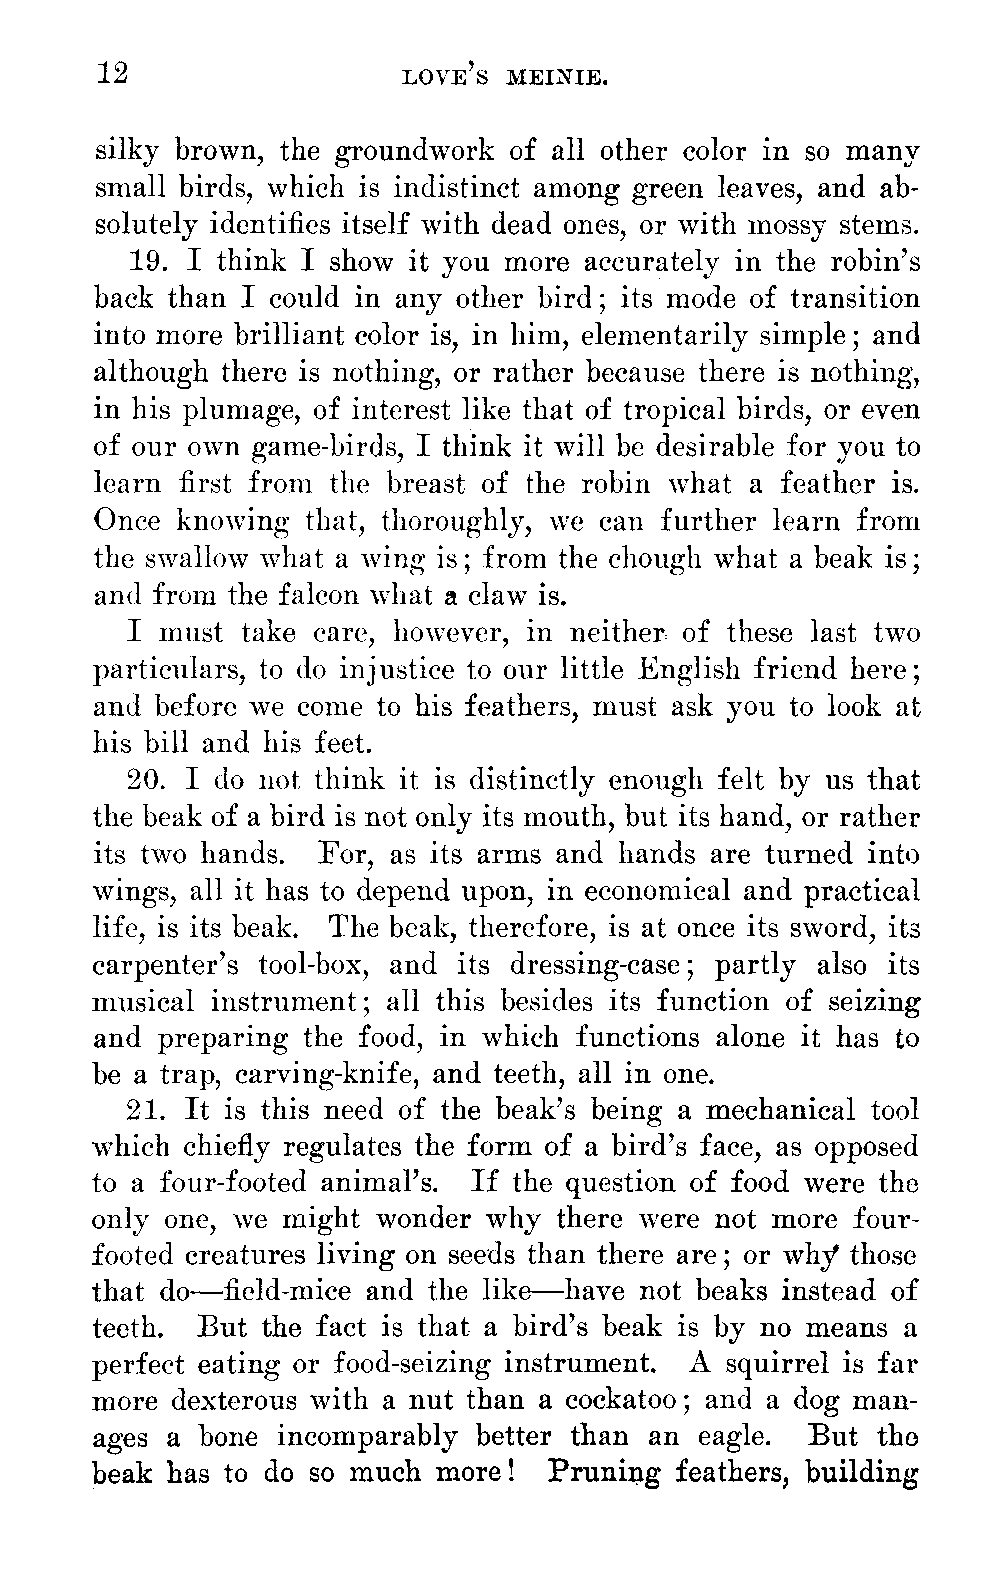 12 LOVE'S MEINIE.
silky brown, the groundwork of all other color in so many
small birds, which is indistinct among green leaves, and ab-
solutely identifies itself with dead ones, or with mossy stems.
19. I think I show it you more accurately in the robin's
back than I could in any other bird; its mode of transition
into more brilliant color is, in him, elementarily simple; and
although there is nothing, or rather because there is nothing,
in his plumage, of interest like that of tropical birds, or even
of our own game-birds, I think it will be desirable for you to
learn first from the breast of the robin what a feather is.
Once knowing that, thoroughly, we can further learn from
the swallow what a wing is; from the chough what a beak is;
and from the falcon what a claw is.
I must take care, however, in neither of these last two
particulars, to do injustice to our little English friend here;
and before we come to his feathers, must ask you to look at
his bill and his feet.
20. I do not think it is distinctly enough felt by us that
the beak of a bird is not only its mouth, but its hand, or rather
its two hands. For, as its arms and hands are turned into
wings, all it has to depend upon, in economical and practical
life, is its beak. The beak, therefore, is at once its sword, its
carpenter's tool-box, and its dressing-case; partly also its
musical instrument; all this besides its function of seizing
and preparing the food, in which functions alone it has to
be a trap, carving-knife, and teeth, all in one.
21. It is this need of the beak's being a mechanical tool
which chiefly regulates the form of a bird's face, as opposed
to a four-footed animal's. If the question of food were the
only one, we might wonder why there were not more four-
footed creatures living on seeds than there are; or why those
that do—field-mice and the like—have not beaks instead of
teeth. But the fact is that a bird's beak is by no means a
perfect eating or food-seizing instrument. A squirrel is far
more dexterous with a nut than a cockatoo; and a dog man-
ages a bone incomparably better than an eagle. But the
beak has to do so much more! Pruning feathers, building